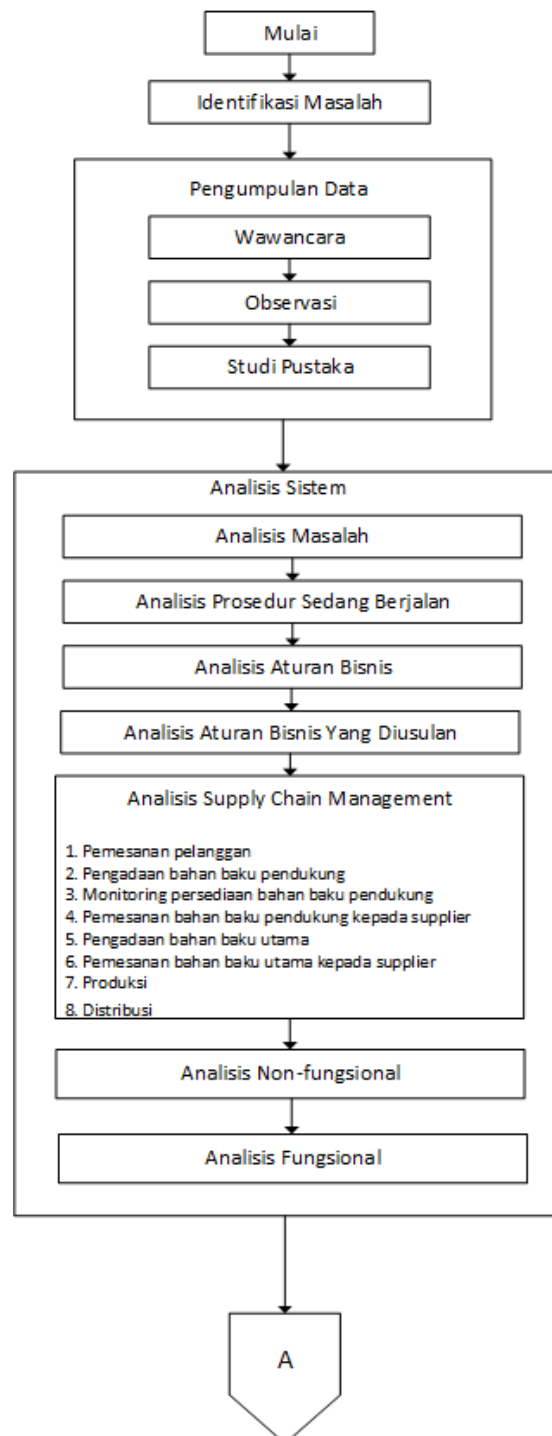 Mulai
Identifikasi Masalah
Pengumpulan Data
Wawancara
Observasi
Studi Pustaka
Analisis Sistem
Analisis Masalah
Analisis Prosedur Sedang Berjalan
Analisis Aturan Bisnis
Analisis Aturan Bisnis Yang Diusulan
Analisis Supply Chain Management
1. Pemesanan pelanggan
2. Pengadaan bahan baku pendukung
3. Monitoring persediaan bahan baku pendukung
4. Pemesanan bahan baku pendukung kepada supplier
5. Pengadaan bahan baku utama
6. Pemesanan bahan baku utama kepada supplier
7. Produksi
8. Distribusi
Analisis Non-fungsional
Analisis Fungsional
A